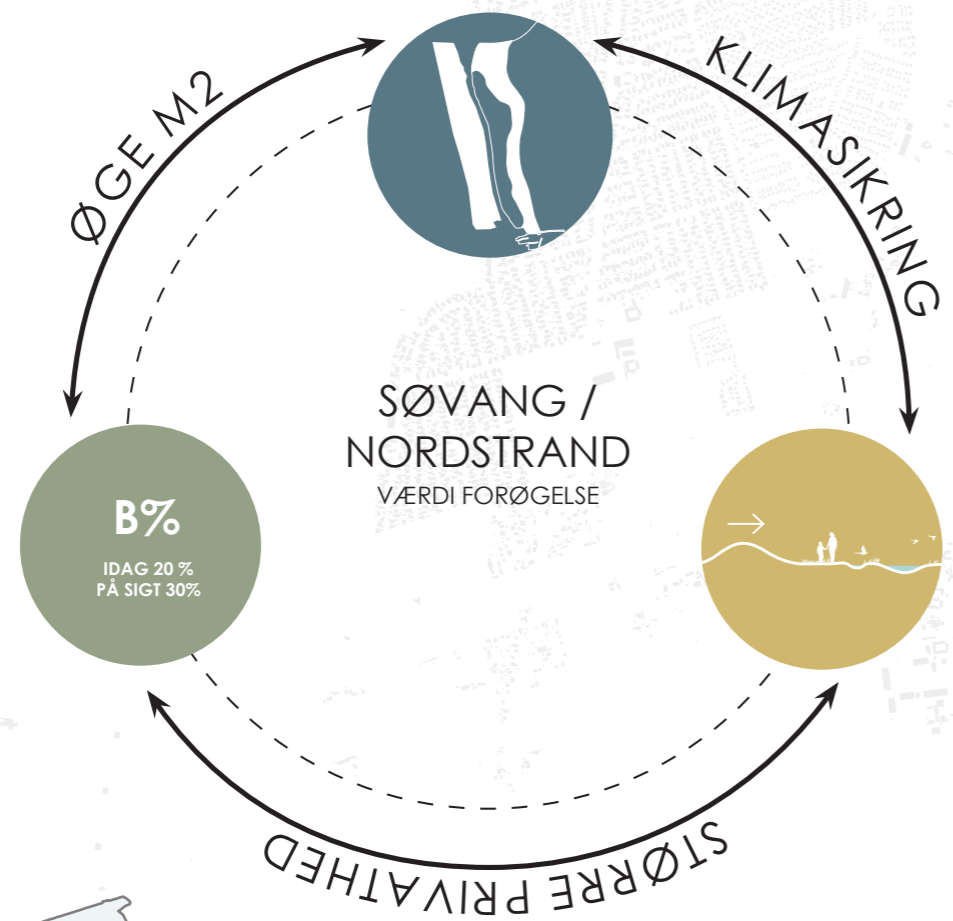 ØGE M2
KLIMASIKRING
SØVANG /
NORDSTRAND
VÆRDI FORØGELSE
B%
IDAG 20 %
PÅ SIGT 30%
STØRRE PRIVATHED